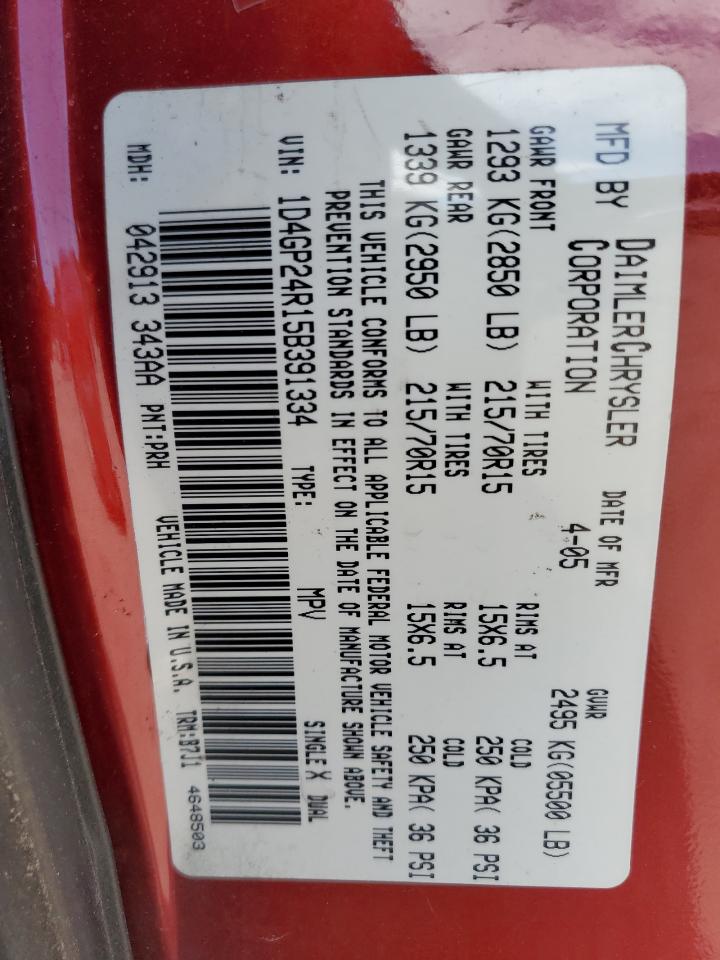 MFD BY DAIMLERCHRYSLER CORPORATION DATE OF MFR 4-05 GVWR 2495 KG(05500 LB)
GAWR FRONT WITH TIRES RIMS AT COLD
1293 KG(2850 LB) 215/70R15 15X6.5 250 KPA( 36 PSI
GAWR REAR WITH TIRES RIMS AT COLD
1339 KG(2950 LB) 215/70R15 15X6.5 250 KPA( 36 PSI
THIS VEHICLE CONFORMS TO ALL APPLICABLE FEDERAL MOTOR VEHICLE SAFETY AND THEFT
PREVENTION STANDARDS IN EFFECT ON THE DATE OF MANUFACTURE SHOWN ABOVE.
VIN: 1D4GP24R15B391334 TYPE: MPV SINGLE X DUAL
MDH: 042913 343AA PNT:PRH VEHICLE MADE IN U.S.A. TRM:B7J1 4648503